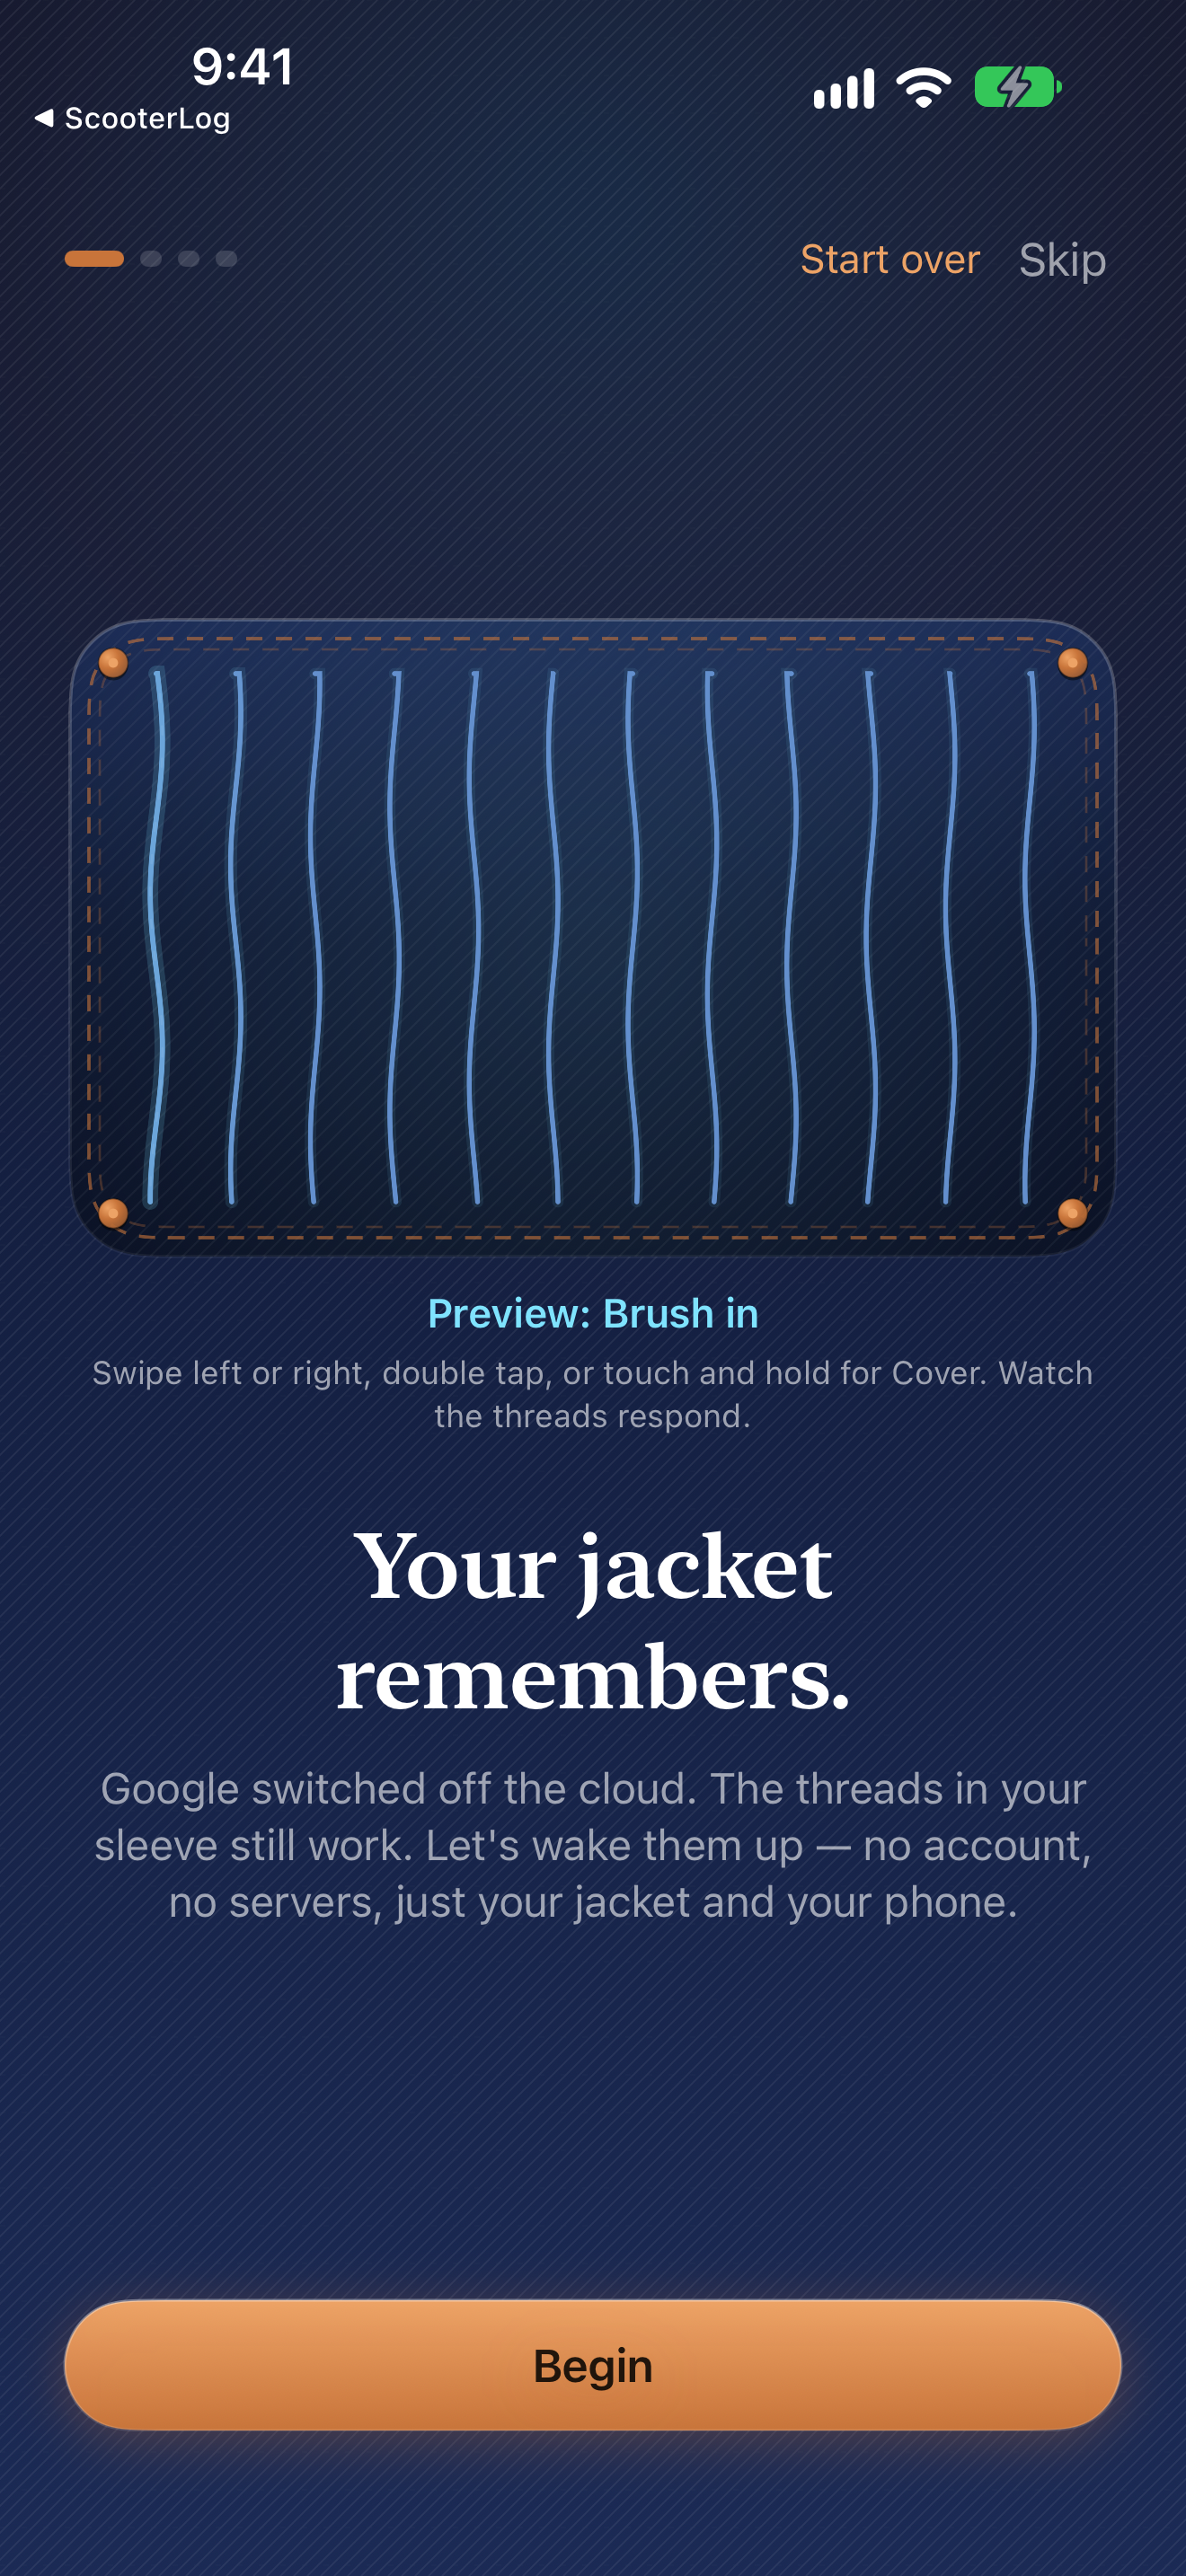 9:41
ScooterLog
Start over Skip
Preview: Brush in
Swipe left or right, double tap, or touch and hold for Cover. Watch
the threads respond.
Your jacket
remembers.
Google switched off the cloud. The threads in your
sleeve still work. Let's wake them up — no account,
no servers, just your jacket and your phone.
Begin